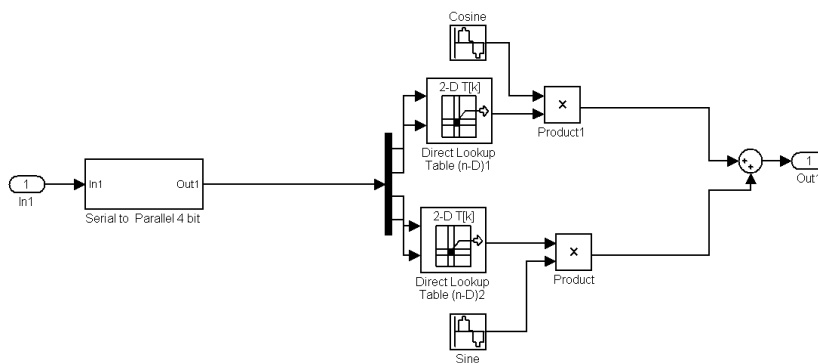 Cosine
2-D T[k]
Direct Lookup
Table (n-D)1
×
Product1
1
In1
In1
Out1
Serial to Parallel 4 bit
+
+
1
Out1
2-D T[k]
Direct Lookup
Table (n-D)2
×
Product
Sine